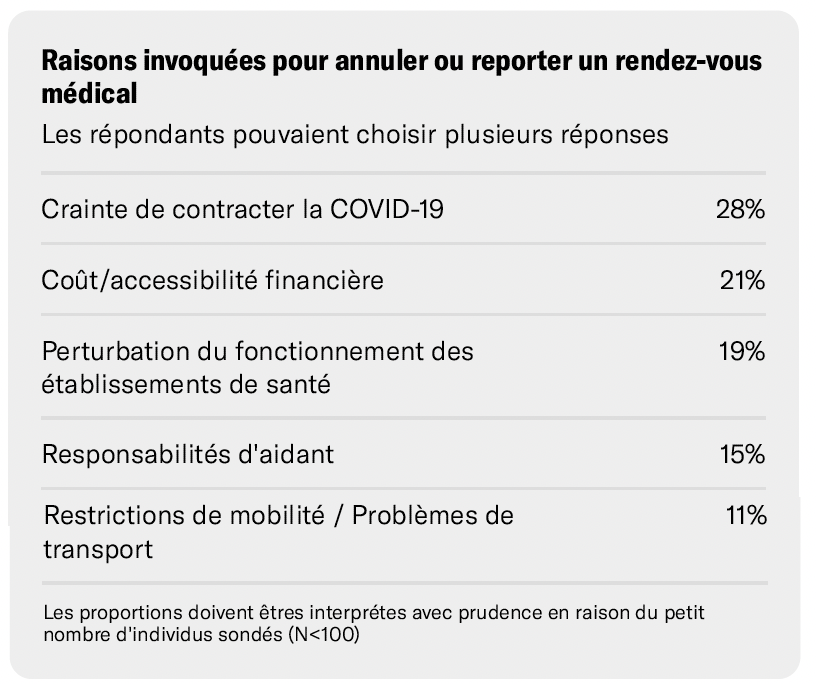 Raisons invoquées pour annuler ou reporter un rendez-vous
médical
Les répondants pouvaient choisir plusieurs réponses
Crainte de contracter la COVID-19 28%
Coût/accessibilité financière 21%
Perturbation du fonctionnement des 19%
établissements de santé
Responsabilités d'aidant 15%
Restrictions de mobilité / Problèmes de 11%
transport
Les proportions doivent êtres interprétes avec prudence en raison du petit
nombre d'individus sondés (N<100)